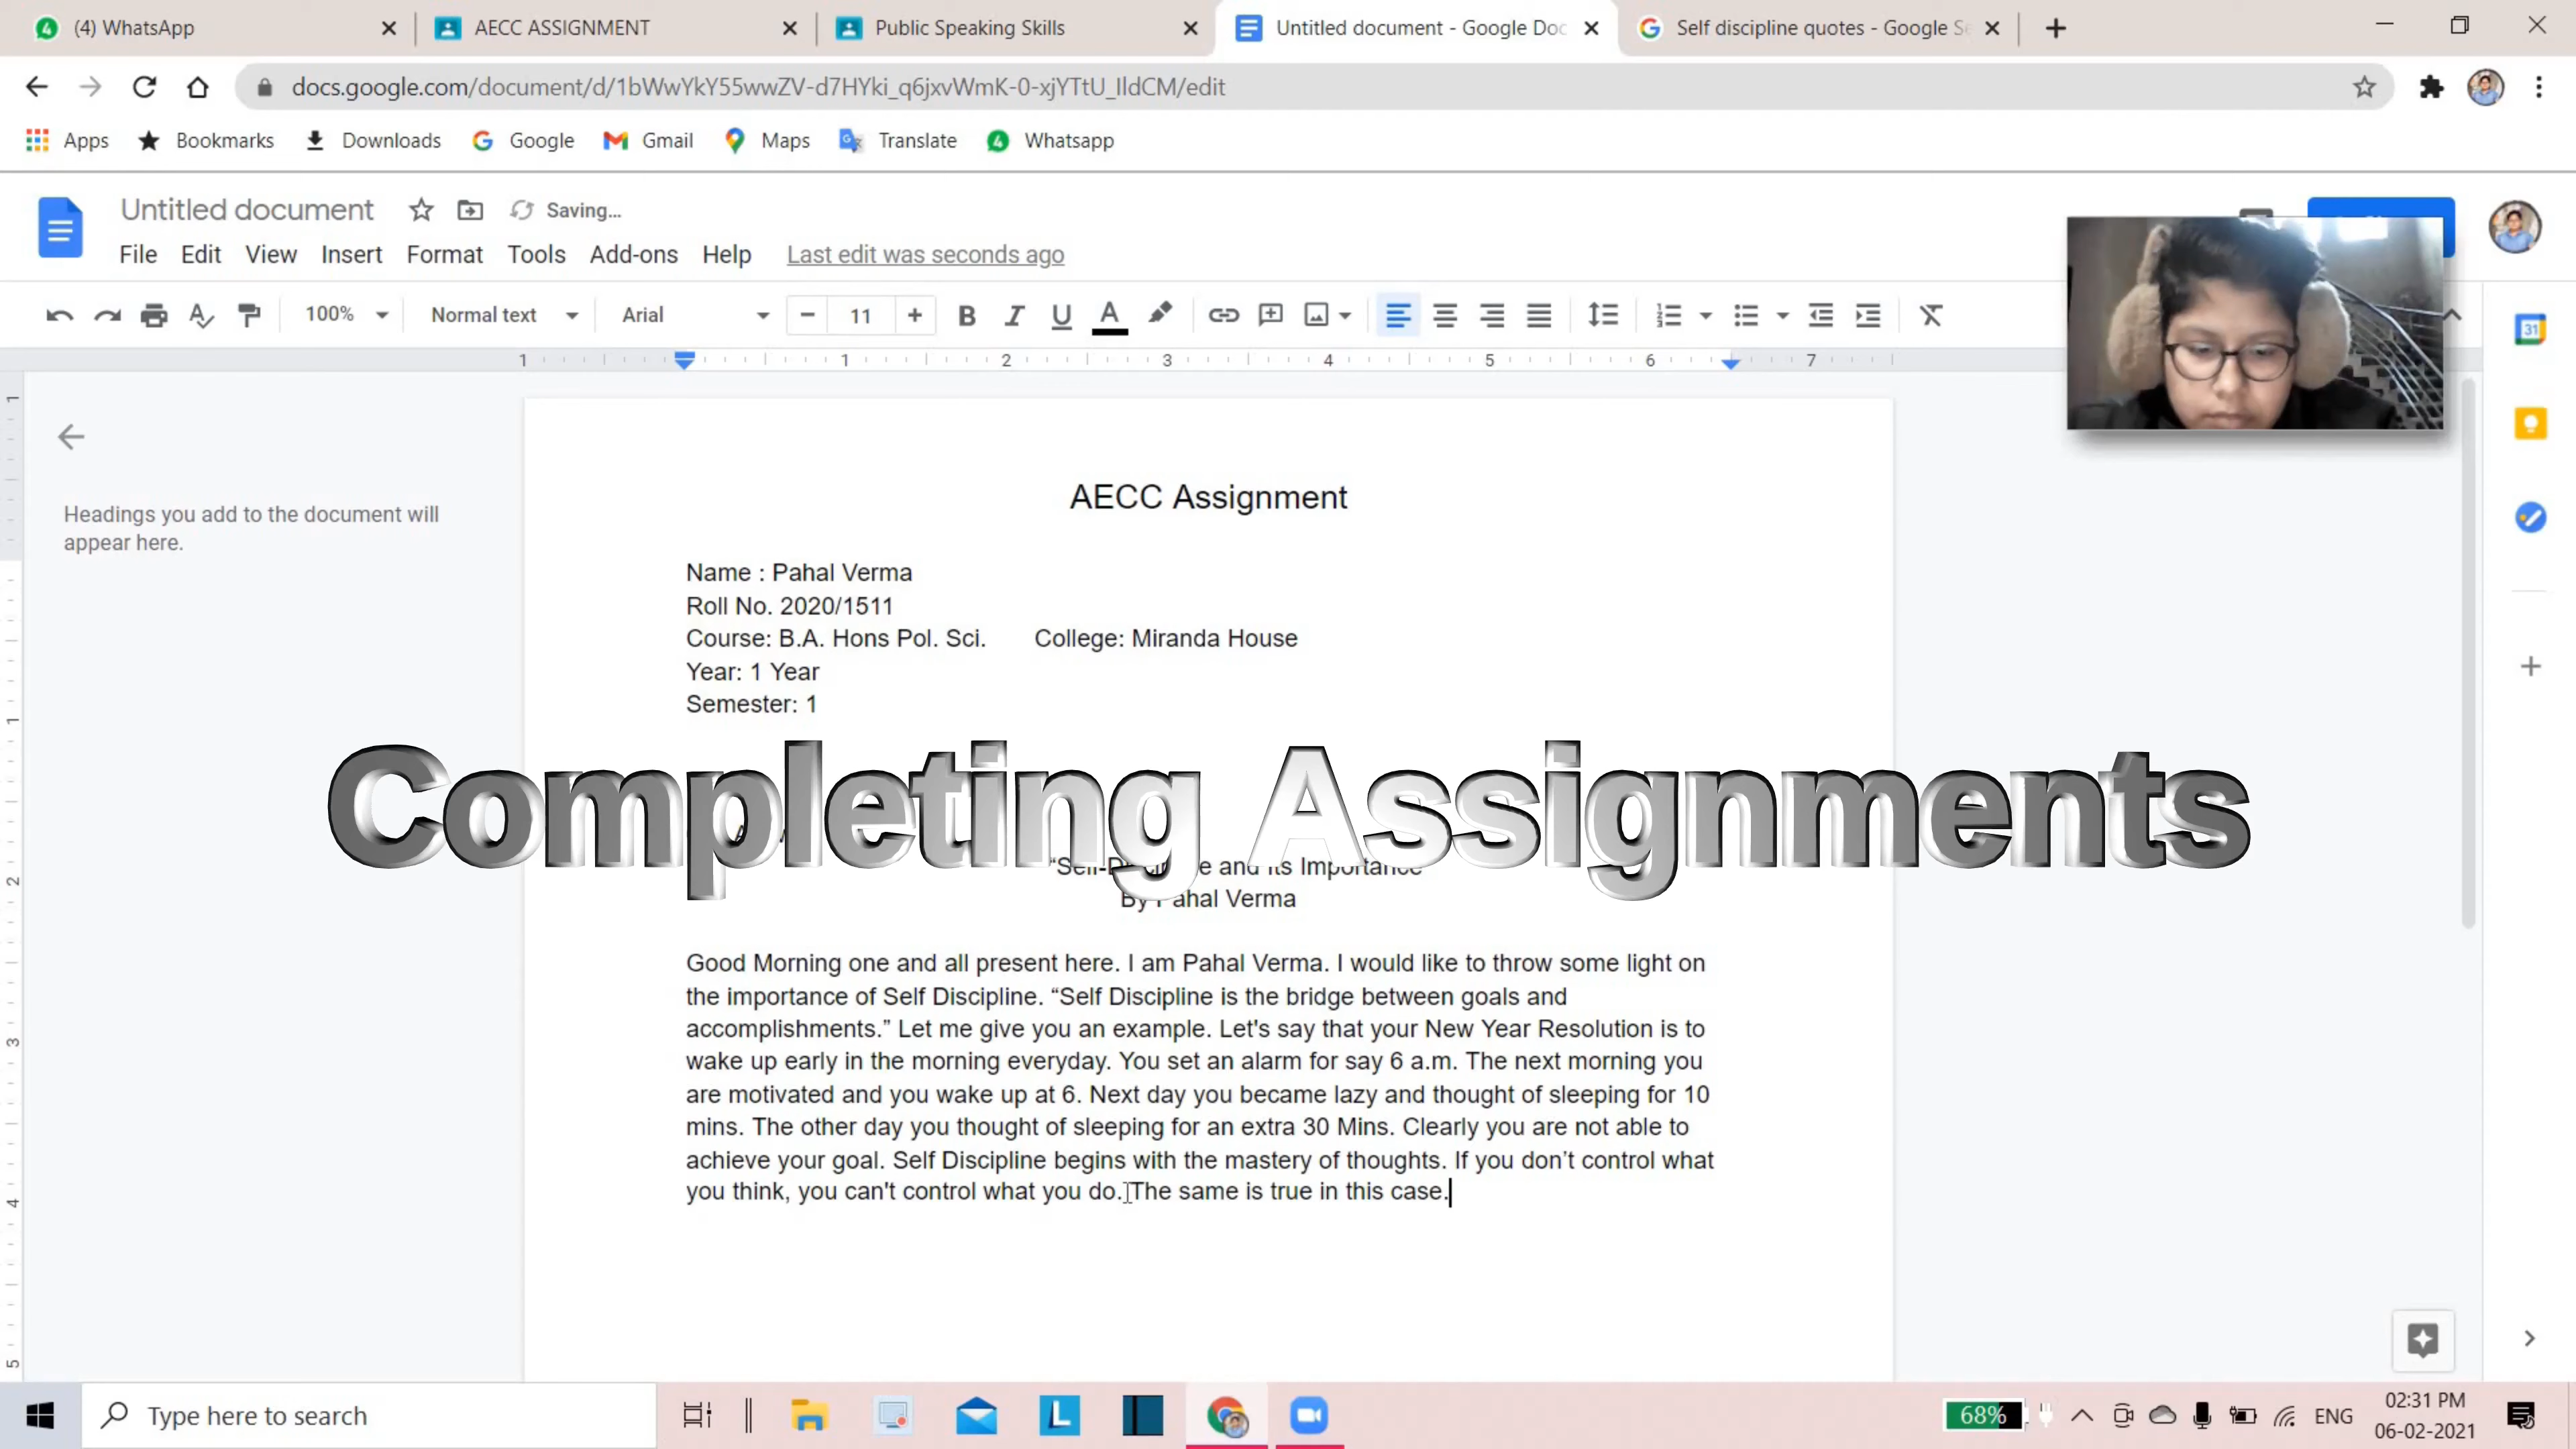 (4) WhatsApp
AECC ASSIGNMENT
Public Speaking Skills
Untitled document - Google Doc
Self discipline quotes - Google Se
docs.google.com/document/d/1bWwYkY55wwZV-d7HYki_q6jxvWmK-0-xjYTtU_lldCM/edit
Apps Bookmarks Downloads Google Gmail Maps Translate Whatsapp
Untitled document Saving...
File Edit View Insert Format Tools Add-ons Help Last edit was seconds ago
100% Normal text Arial 11
1 1 2 3 4 5 6 7
Headings you add to the document will
appear here.
AECC Assignment
Name : Pahal Verma
Roll No. 2020/1511
Course: B.A. Hons Pol. Sci. College: Miranda House
Year: 1 Year
Semester: 1
Completing Assignments
and its Importance
By Pahal Verma
Good Morning one and all present here. I am Pahal Verma. I would like to throw some light on
the importance of Self Discipline. “Self Discipline is the bridge between goals and
accomplishments.” Let me give you an example. Let's say that your New Year Resolution is to
wake up early in the morning everyday. You set an alarm for say 6 a.m. The next morning you
are motivated and you wake up at 6. Next day you became lazy and thought of sleeping for 10
mins. The other day you thought of sleeping for an extra 30 Mins. Clearly you are not able to
achieve your goal. Self Discipline begins with the mastery of thoughts. If you don’t control what
you think, you can't control what you do. The same is true in this case.
Type here to search
68%
ENG
02:31 PM
06-02-2021